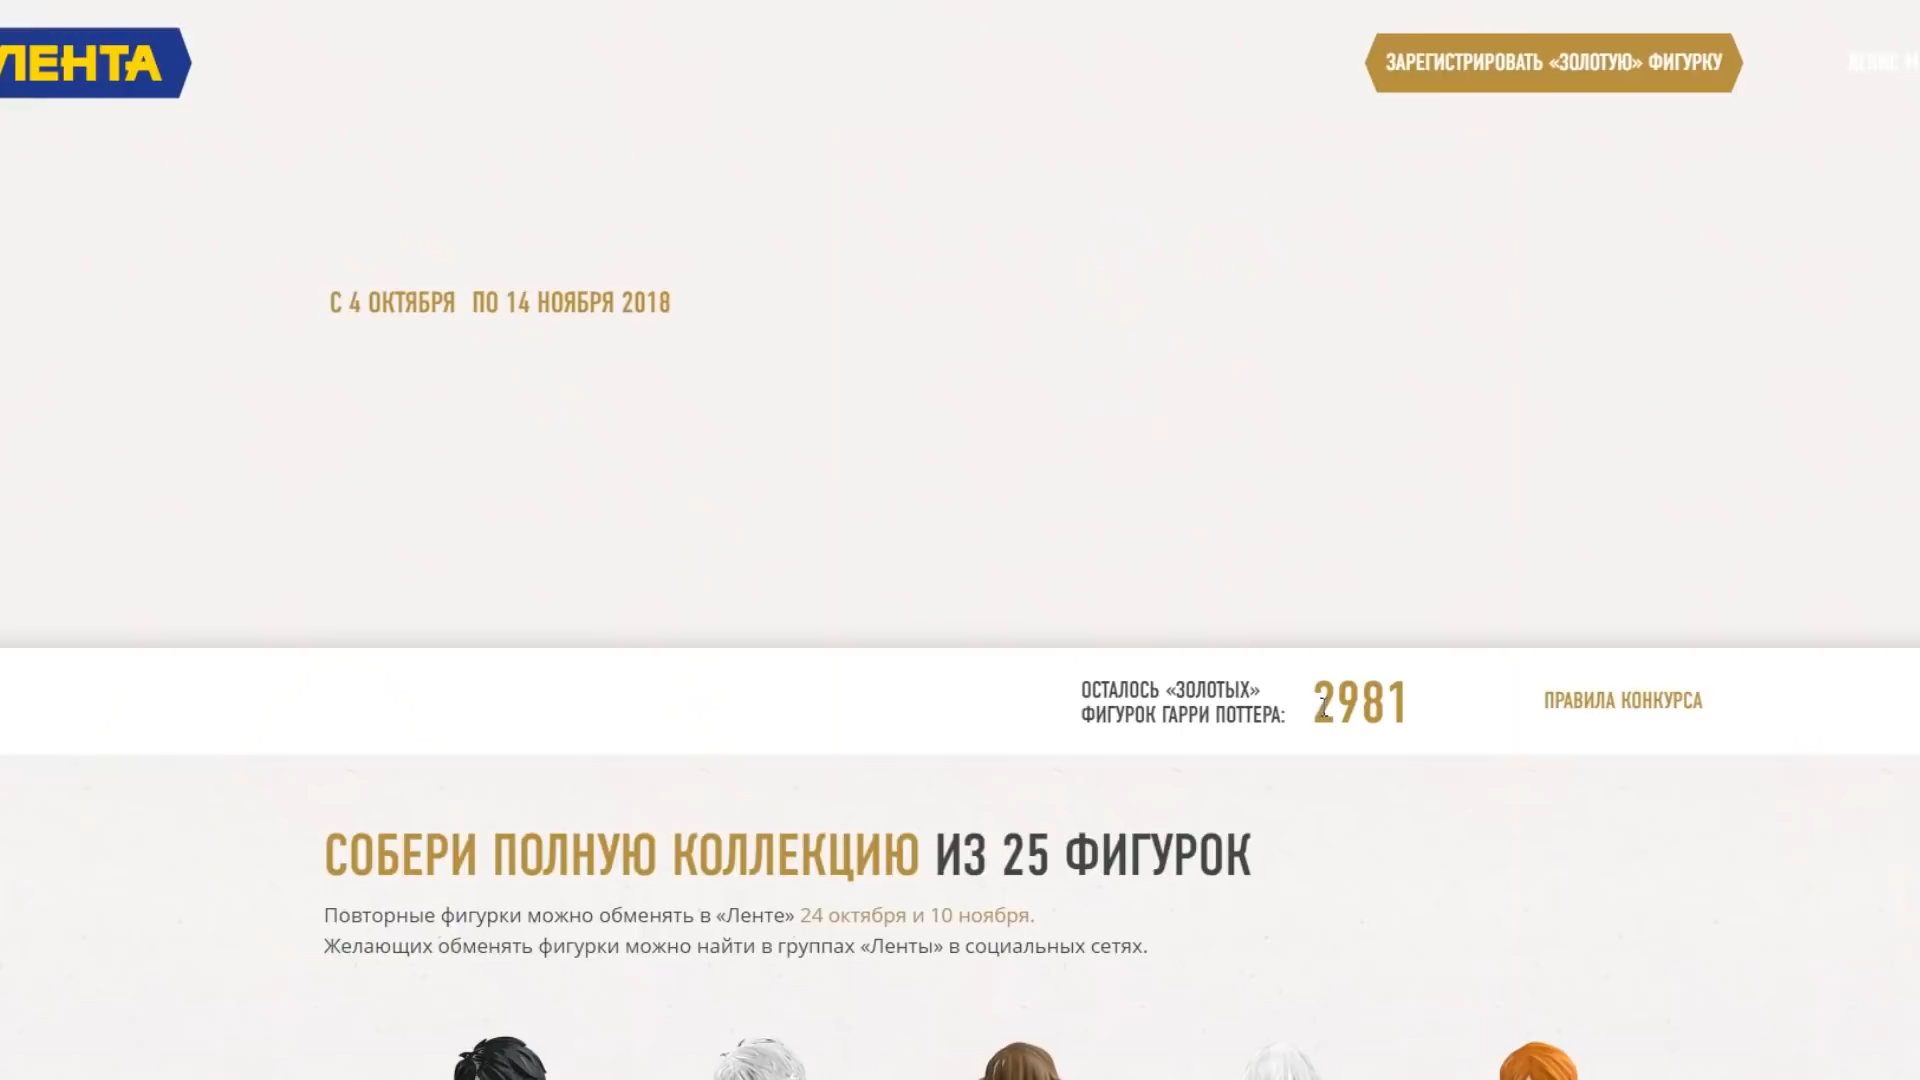 ЛЕНТА
ЗАРЕГИСТРИРОВАТЬ «ЗОЛОТУЮ» ФИГУРКУ
С 4 ОКТЯБРЯ ПО 14 НОЯБРЯ 2018
ОСТАЛОСЬ «ЗОЛОТЫХ»
ФИГУРОК ГАРРИ ПОТТЕРА:
2981
ПРАВИЛА КОНКУРСА
СОБЕРИ ПОЛНУЮ КОЛЛЕКЦИЮ ИЗ 25 ФИГУРОК
Повторные фигурки можно обменять в «Ленте» 24 октября и 10 ноября.
Желающих обменять фигурки можно найти в группах «Ленты» в социальных сетях.